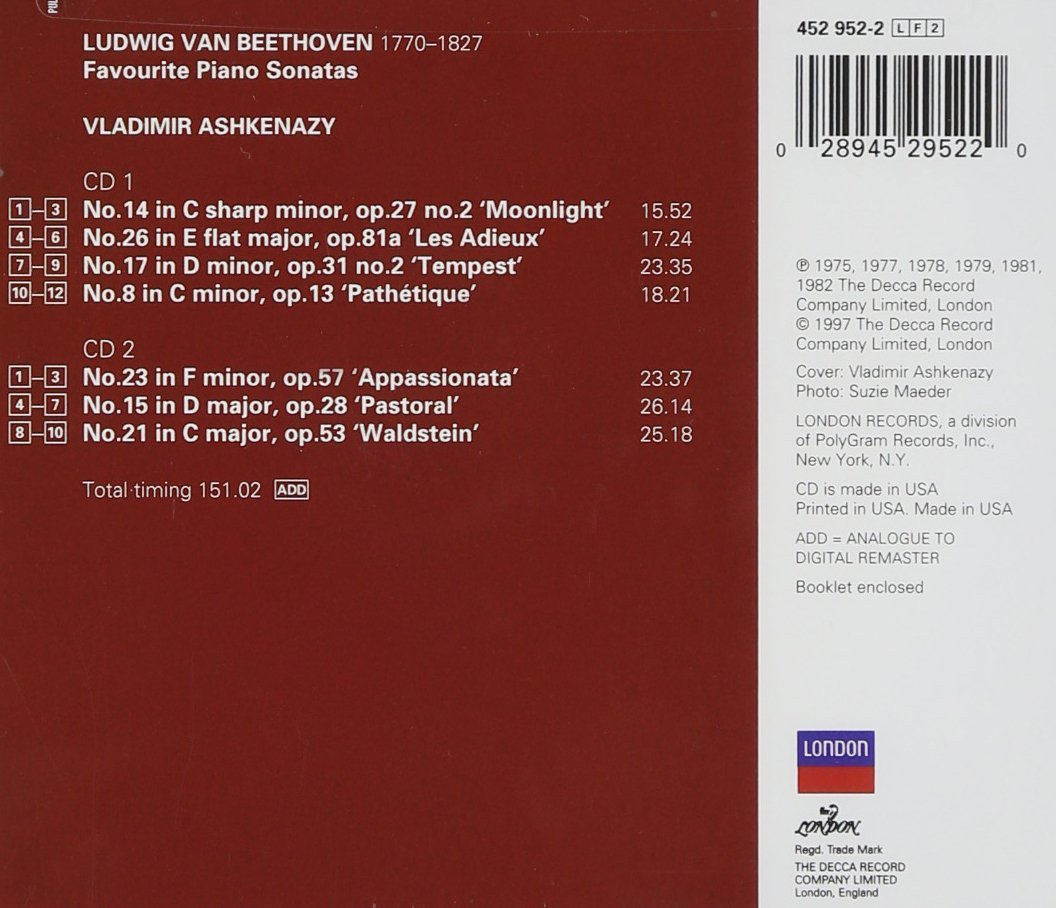 LUDWIG VAN BEETHOVEN 1770–1827
Favourite Piano Sonatas
VLADIMIR ASHKENAZY
CD 1
1–3 No.14 in C sharp minor, op.27 no.2 ‘Moonlight’ 15.52
4–6 No.26 in E flat major, op.81a ‘Les Adieux’ 17.24
7–9 No.17 in D minor, op.31 no.2 ‘Tempest’ 23.35
10–12 No.8 in C minor, op.13 ‘Pathétique’ 18.21
CD 2
1–3 No.23 in F minor, op.57 ‘Appassionata’ 23.37
4–7 No.15 in D major, op.28 ‘Pastoral’ 26.14
8–10 No.21 in C major, op.53 ‘Waldstein’ 25.18
Total timing 151.02 ADD
452 952-2 L F 2
0 28945 29522 0
℗ 1975, 1977, 1978, 1979, 1981,
1982 The Decca Record
Company Limited, London
© 1997 The Decca Record
Company Limited, London
Cover: Vladimir Ashkenazy
Photo: Suzie Maeder
LONDON RECORDS, a division
of PolyGram Records, Inc.,
New York, N.Y.
CD is made in USA
Printed in USA. Made in USA
ADD = ANALOGUE TO
DIGITAL REMASTER
Booklet enclosed
LONDON
LONDON
Regd. Trade Mark
THE DECCA RECORD
COMPANY LIMITED
London, England